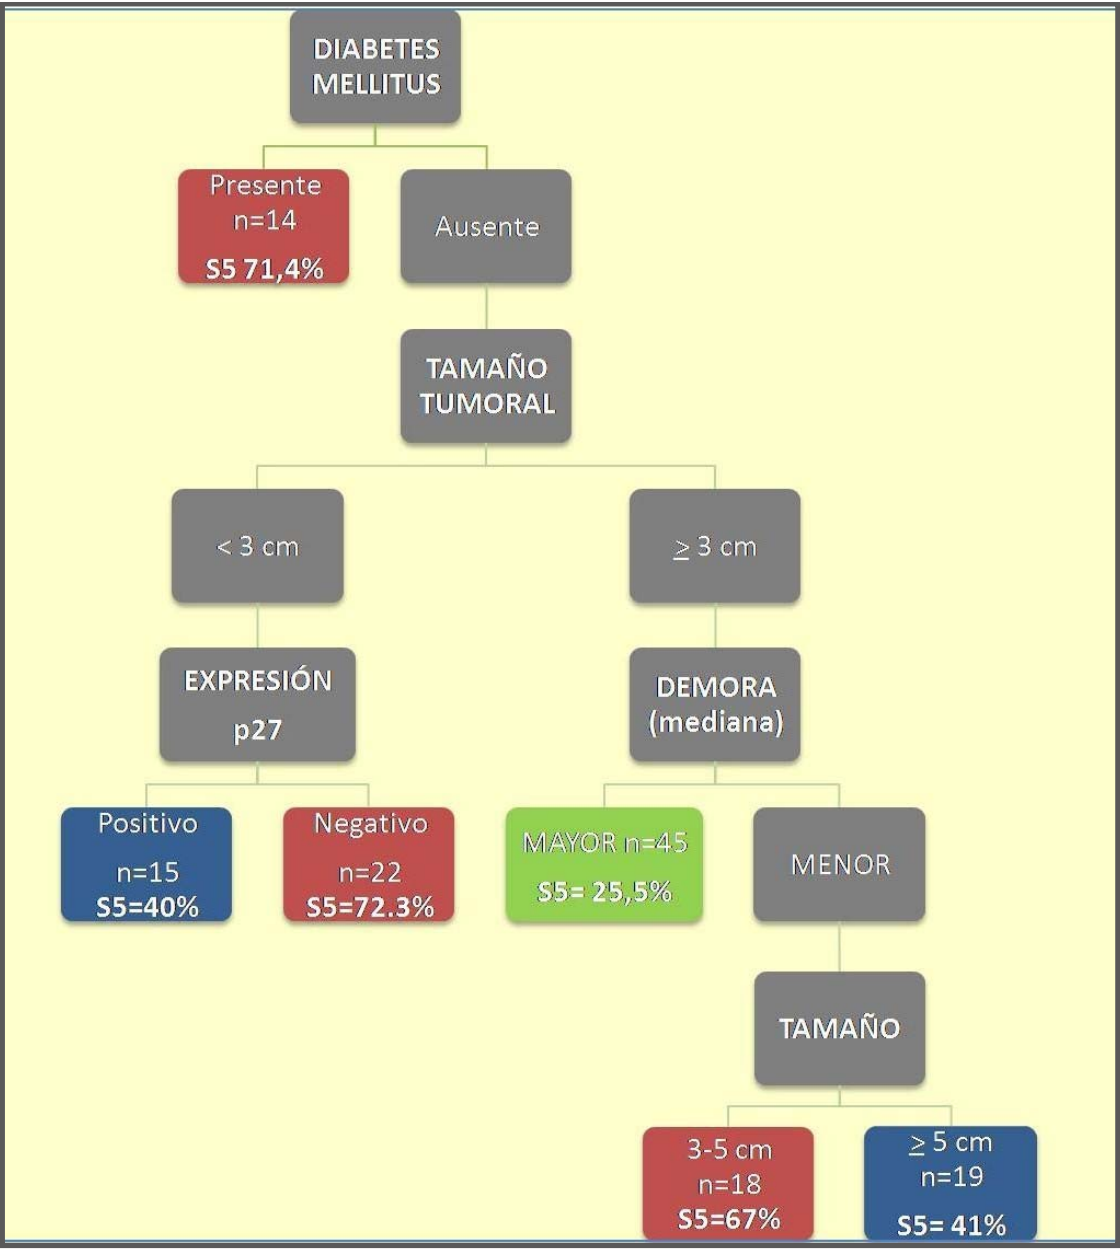 DIABETES
MELLITUS
Presente
n=14
S5 71,4%
Ausente
TAMAÑO
TUMORAL
< 3 cm
≥ 3 cm
EXPRESIÓN
p27
DEMORA
(mediana)
Positivo
n=15
S5=40%
Negativo
n=22
S5=72.3%
MAYOR n=45
S5= 25,5%
MENOR
TAMAÑO
3-5 cm
n=18
S5=67%
≥ 5 cm
n=19
S5= 41%